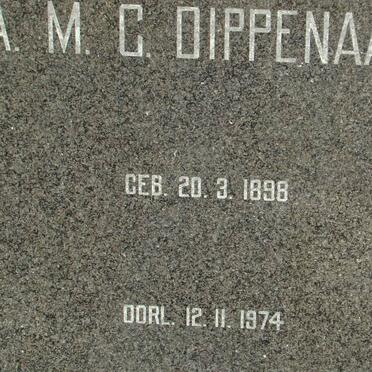 A. M. C. DIPPENAA
GEB. 20. 3. 1898
OORL. 12. 11. 1974